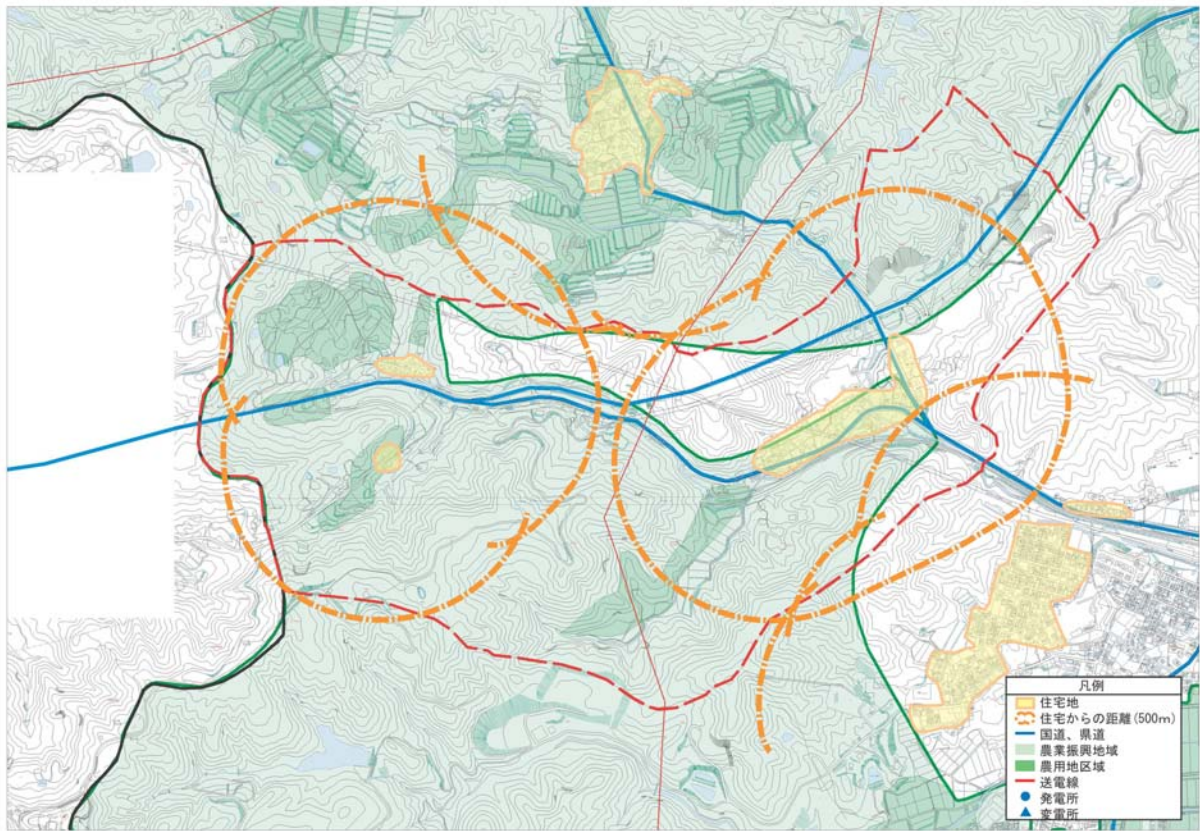 凡例
住宅地
住宅からの距離(500m)
国道、県道
農業振興地域
農用地区域
送電線
発電所
変電所